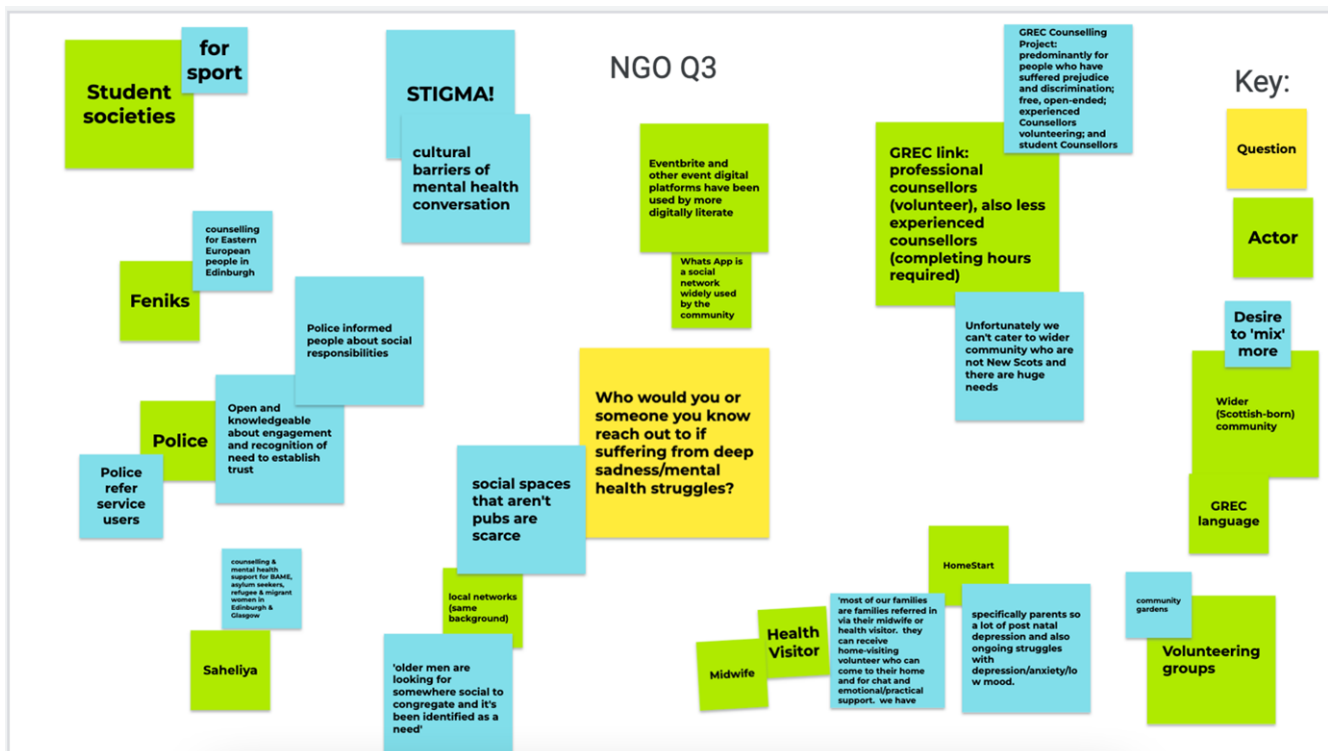 for
sport
Student
societies
STIGMA!
cultural
barriers of
mental health
conversation
NGO Q3
GREC Counselling
Project:
predominantly for
people who have
suffered prejudice
and discrimination;
free, open-ended;
experienced
Counsellors
volunteering; and
student Counsellors
Key:
Question
Actor
Eventbrite and
other event digital
platforms have been
used by more
digitally literate
Whats App is
a social
network
widely used
by the
community
GREC link:
professional
counsellors
(volunteer), also less
experienced
counsellors
(completing hours
required)
Unfortunately we
can't cater to wider
community who are
not New Scots and
there are huge
needs
Desire
to 'mix'
more
Wider
(Scottish-born)
community
GREC
language
counselling
for Eastern
European
people in
Edinburgh
Feniks
Police informed
people about social
responsibilities
Open and
knowledgeable
about engagement
and recognition of
need to establish
trust
Police
Police
refer
service
users
Who would you or
someone you know
reach out to if
suffering from deep
sadness/mental
health struggles?
social spaces
that aren't
pubs are
scarce
local networks
(same
background)
'older men are
looking for
somewhere social to
congregate and it's
been identified as a
need'
counselling &
mental health
support for BAME,
asylum seekers,
refugee & migrant
women in
Edinburgh &
Glasgow
Saheliya
Midwife
Health
Visitor
'most of our families
are families referred in
via their midwife or
health visitor. they can
receive
home-visiting
volunteer who can
come to their home
and for chat and
emotional/practical
support. we have
HomeStart
specifically parents so
a lot of post natal
depression and also
ongoing struggles
with
depression/anxiety/lo
w mood.
community
gardens
Volunteering
groups